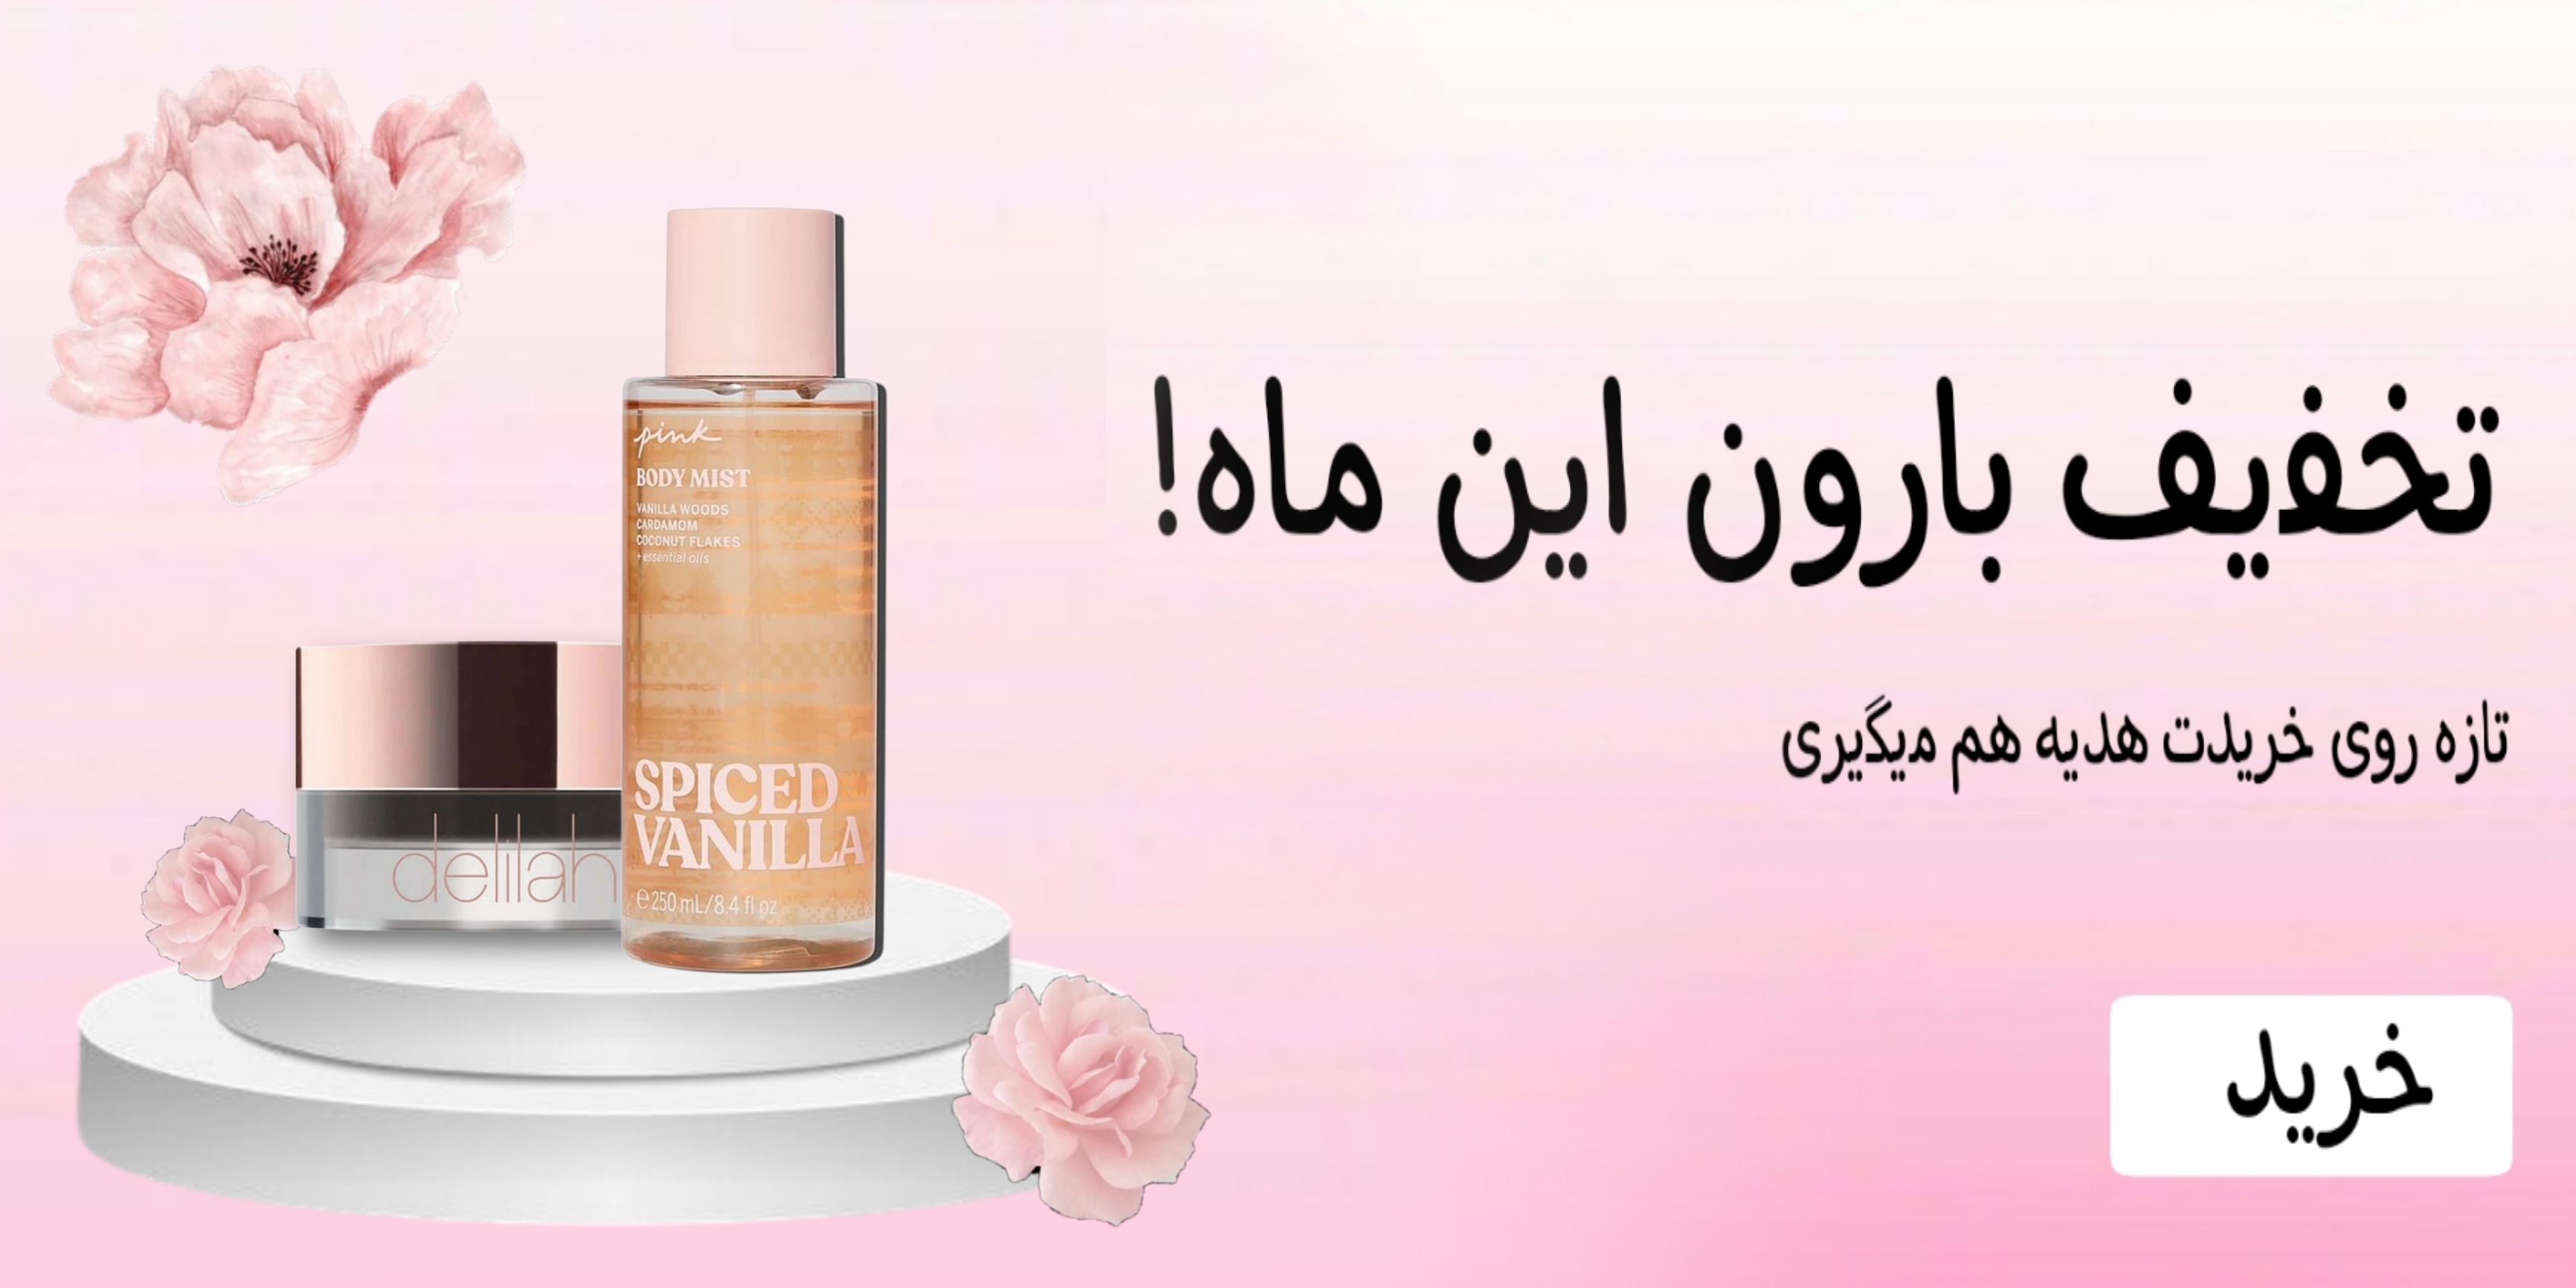 تخفیف بارون این ماه!
تازه روی خریدت هدیه هم میگیری
خرید
pink
BODY MIST
VANILLA WOODS
CARDAMOM
COCONUT FLAKES
+ essential oils
SPICED
VANILLA
℮ 250 mL/8.4 fl oz
delilah